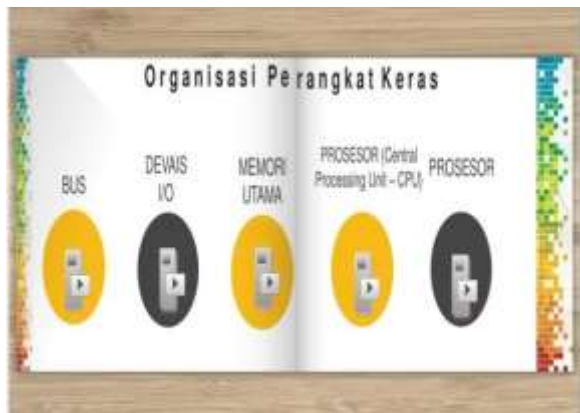 Organisasi Perangkat Keras
BUS
DEVAIS
I/O
MEMORI
UTAMA
PROSESOR (Central
Processing Unit – CPU)
PROSESOR